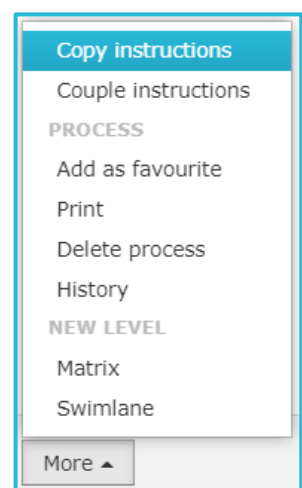 Copy instructions
Couple instructions
PROCESS
Add as favourite
Print
Delete process
History
NEW LEVEL
Matrix
Swimlane
More ▲